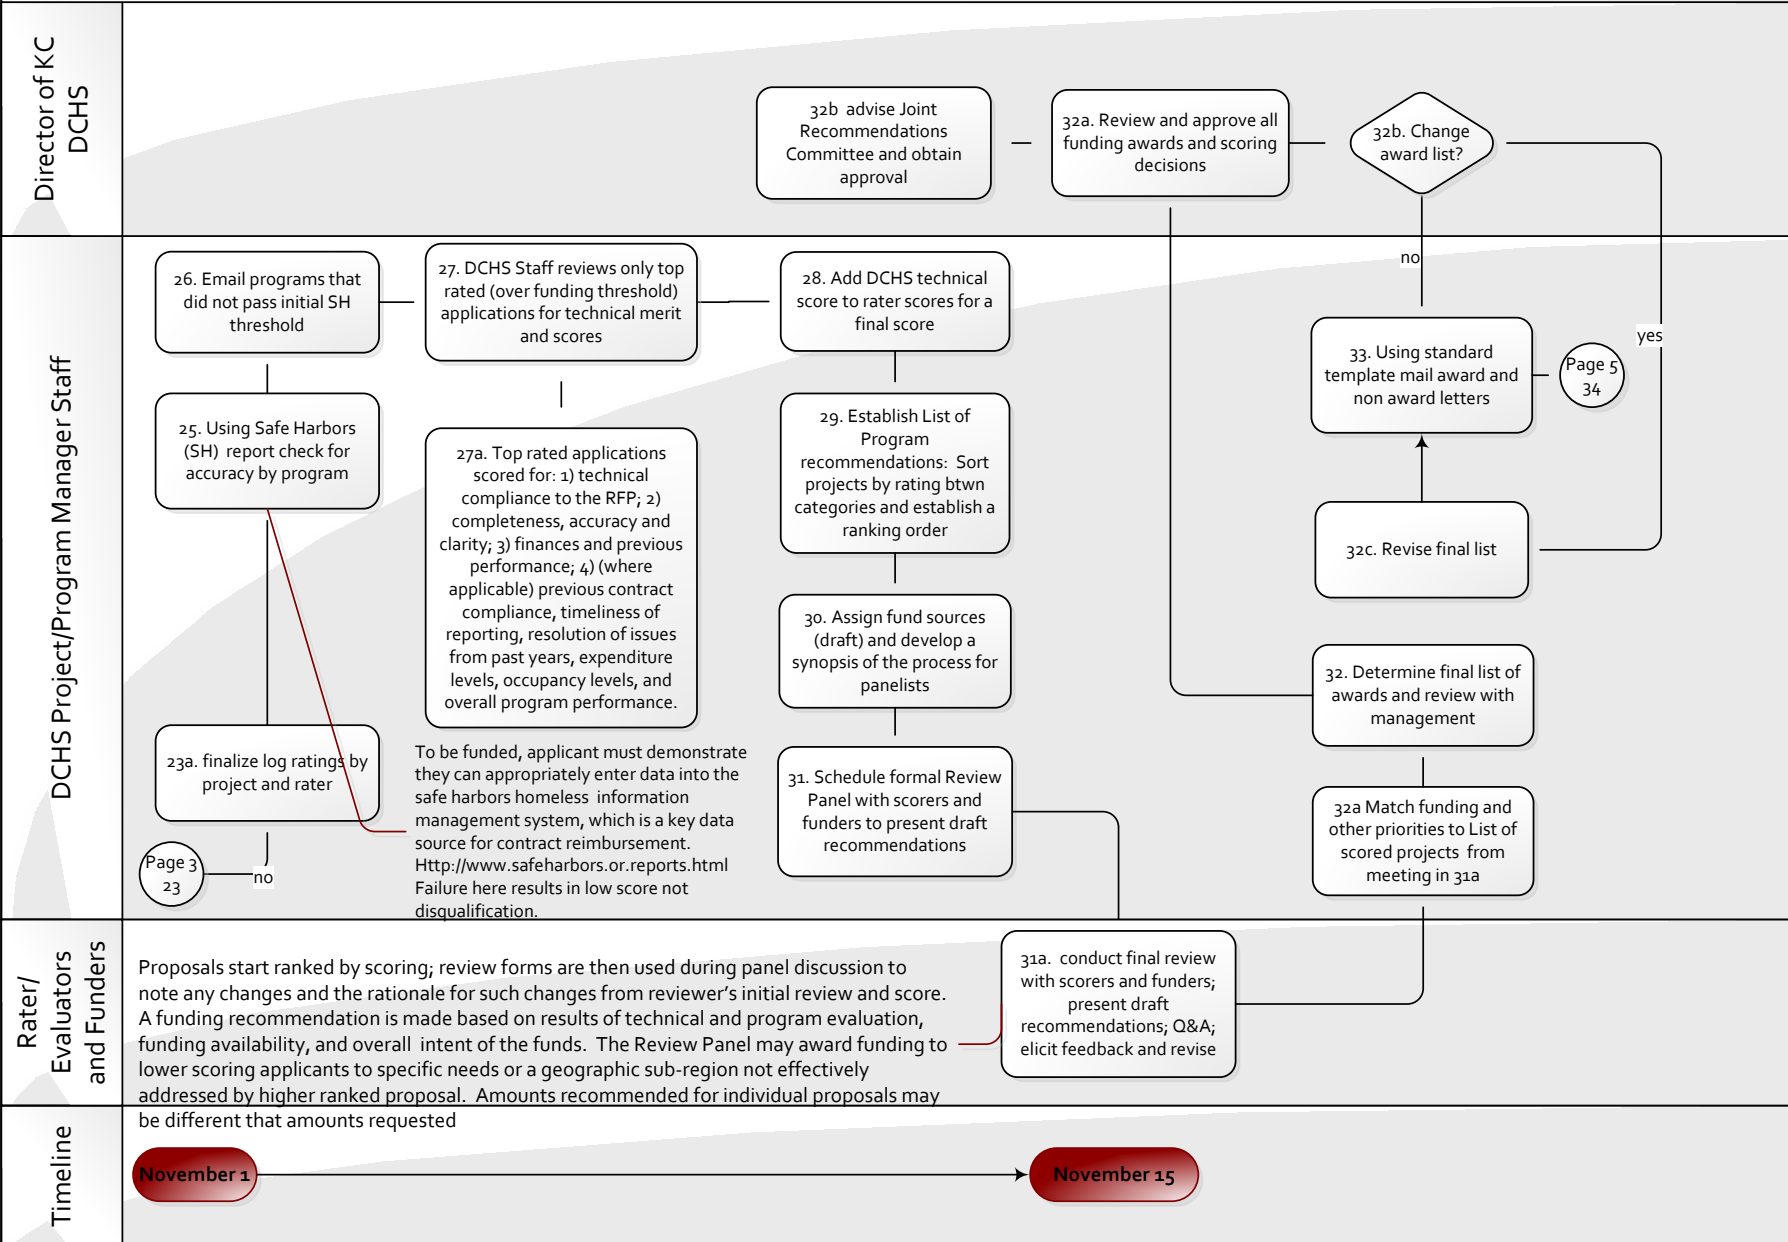 Director of KC
DCHS
32b  advise Joint
Recommendations
Committee and obtain
approval
32a. Review and approve all
funding awards and scoring
decisions
32b. Change
award list?
no
yes
DCHS Project/Program Manager Staff
26. Email programs that
did not pass initial SH
threshold
27. DCHS Staff reviews only top
rated (over funding threshold)
applications for technical merit
and scores
28. Add DCHS technical
score to rater scores for a
final score
25. Using Safe Harbors
(SH)  report check for
accuracy by program
27a. Top rated applications
scored for: 1) technical
compliance to the RFP; 2)
completeness, accuracy and
clarity; 3) finances and previous
performance; 4) (where
applicable) previous contract
compliance, timeliness of
reporting, resolution of issues
from past years, expenditure
levels, occupancy levels, and
overall program performance.
29. Establish List of
Program
recommendations:  Sort
projects by rating btwn
categories and establish a
ranking order
33. Using standard
template mail award and
non award letters
Page 5
34
32c. Revise final list
30. Assign fund sources
(draft) and develop a
synopsis of the process for
panelists
32. Determine final list of
awards and review with
management
23a. finalize log ratings by
project and rater
To be funded, applicant must demonstrate
they can appropriately enter data into the
safe harbors homeless  information
management system, which is a key data
source for contract reimbursement.
Http://www.safeharbors.or.reports.html
Failure here results in low score not
disqualification.
31. Schedule formal Review
Panel with scorers and
funders to present draft
recommendations
32a Match funding and
other priorities to List of
scored projects  from
meeting in 31a
Page 3
23
no
Rater/
Evaluators
and Funders
Proposals start ranked by scoring; review forms are then used during panel discussion to
note any changes and the rationale for such changes from reviewer's initial review and score.
A funding recommendation is made based on results of technical and program evaluation,
funding availability, and overall  intent of the funds.  The Review Panel may award funding to
lower scoring applicants to specific needs or a geographic sub-region not effectively
addressed by higher ranked proposal.  Amounts recommended for individual proposals may
be different that amounts requested
31a.  conduct final review
with scorers and funders;
present draft
recommendations; Q&A;
elicit feedback and revise
Timeline
November 1
November 15